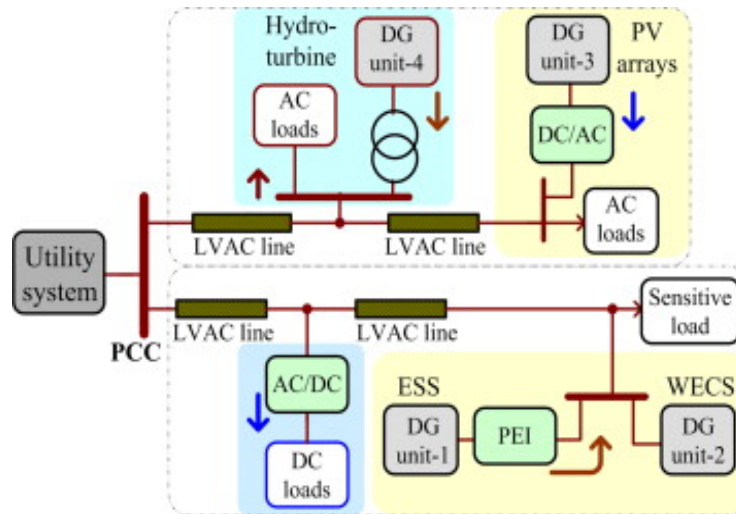 Hydro-
turbine
DG
unit-4
AC
loads
DG
unit-3
PV
arrays
DC/AC
AC
loads
LVAC line
LVAC line
Utility
system
PCC
LVAC line
LVAC line
Sensitive
load
AC/DC
DC
loads
ESS
WECS
DG
unit-1
PEI
DG
unit-2